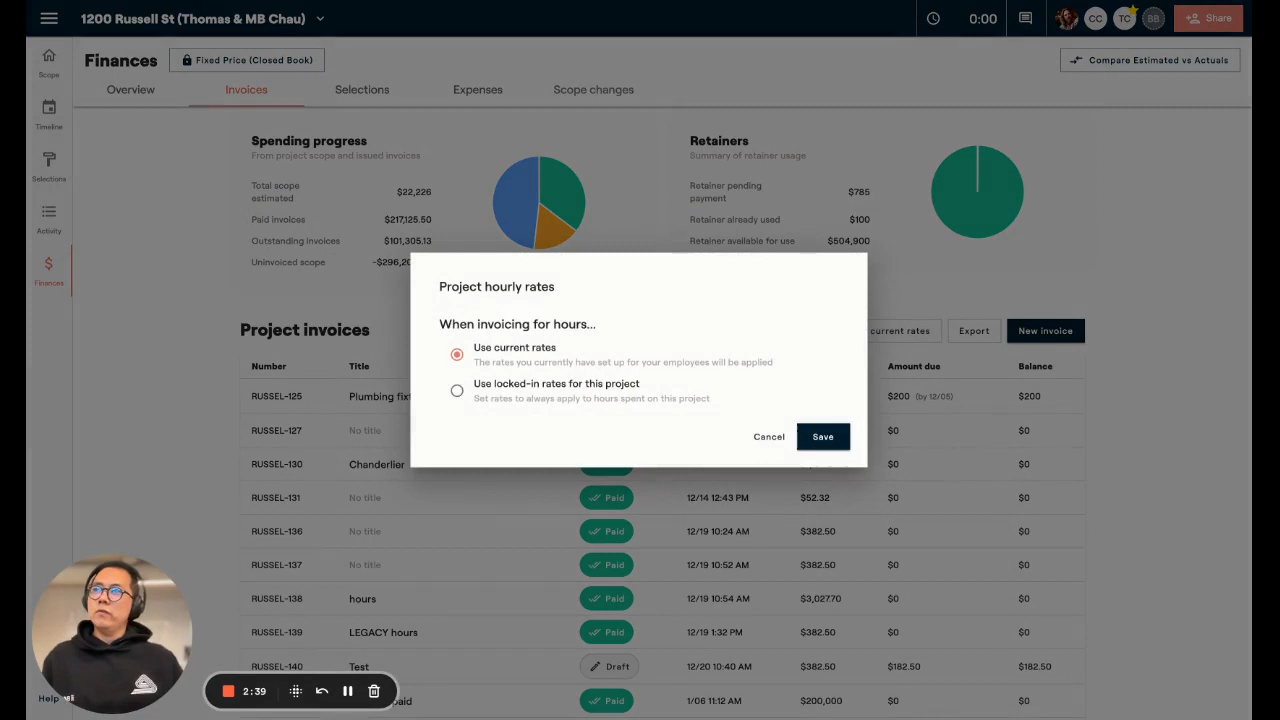 1200 Russell St (Thomas & MB Chau)
0:00
CC
TC
BB
Share
Scope
Timeline
Selections
Activity
Finances
Help
Finances
Fixed Price (Closed Book)
Compare Estimated vs Actuals
Overview
Invoices
Selections
Expenses
Scope changes
Spending progress
From project scope and issued invoices
Total scope
estimated
$22,226
Paid invoices
$217,125.50
Outstanding invoices
$101,305.13
Uninvoiced scope
Retainers
Summary of retainer usage
Retainer pending
payment
$785
Retainer already used
$100
Retainer available for use
$504,900
Project hourly rates
When invoicing for hours...
Use current rates
The rates you currently have set up for your employees will be applied
Use locked-in rates for this project
Set rates to always apply to hours spent on this project
Cancel
Save
Project invoices
current rates
Export
New invoice
Number Title Amount due Balance
RUSSEL-125 $200 (by 12/05) $200
RUSSEL-127 No title $0 $0
RUSSEL-130 Chanderlier $0 $0
RUSSEL-131 No title Paid 12/14 12:43 PM $52.32 $0 $0
RUSSEL-136 No title Paid 12/19 10:24 AM $382.50 $0 $0
RUSSEL-137 No title Paid 12/19 10:52 AM $382.50 $0 $0
RUSSEL-138 hours Paid 12/19 10:54 AM $3,027.70 $0 $0
RUSSEL-139 LEGACY hours Paid 12/19 1:32 PM $382.50 $0 $0
RUSSEL-140 Test Draft 12/20 10:40 AM $382.50 $182.50 $182.50
paid Paid 1/06 11:12 AM $200,000 $0 $0
2:39